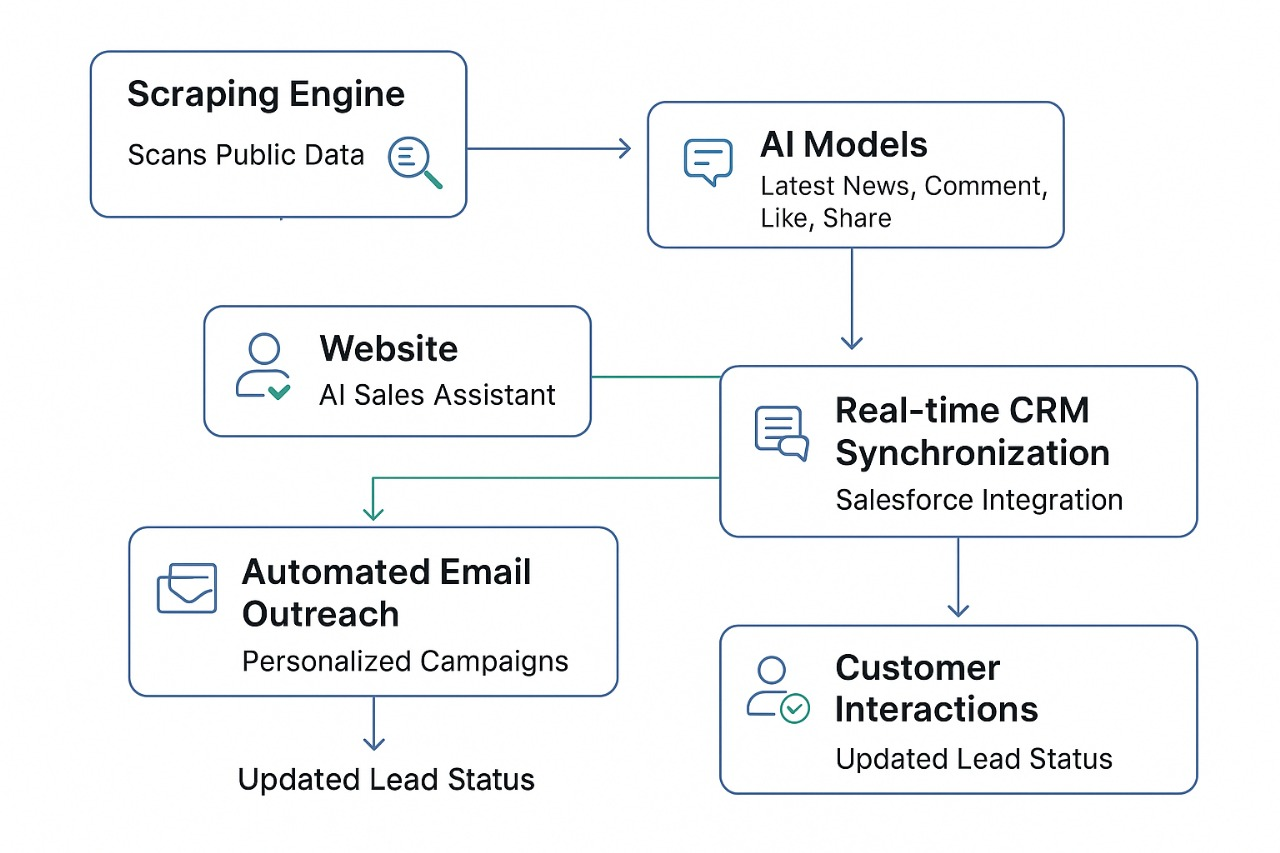 Scraping Engine
Scans Public Data
AI Models
Latest News, Comment,
Like, Share
Website
AI Sales Assistant
Real-time CRM
Synchronization
Salesforce Integration
Automated Email
Outreach
Personalized Campaigns
Customer
Interactions
Updated Lead Status
Updated Lead Status